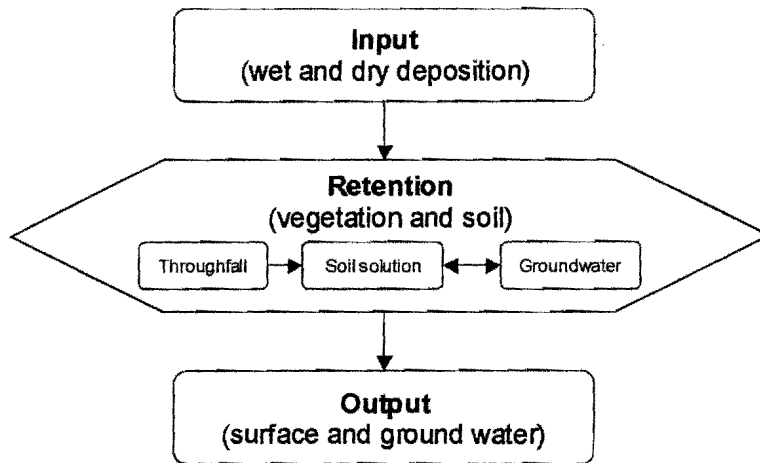 Input
(wet and dry deposition)
Retention
(vegetation and soil)
Throughfall
Soil solution
Groundwater
Output
(surface and ground water)